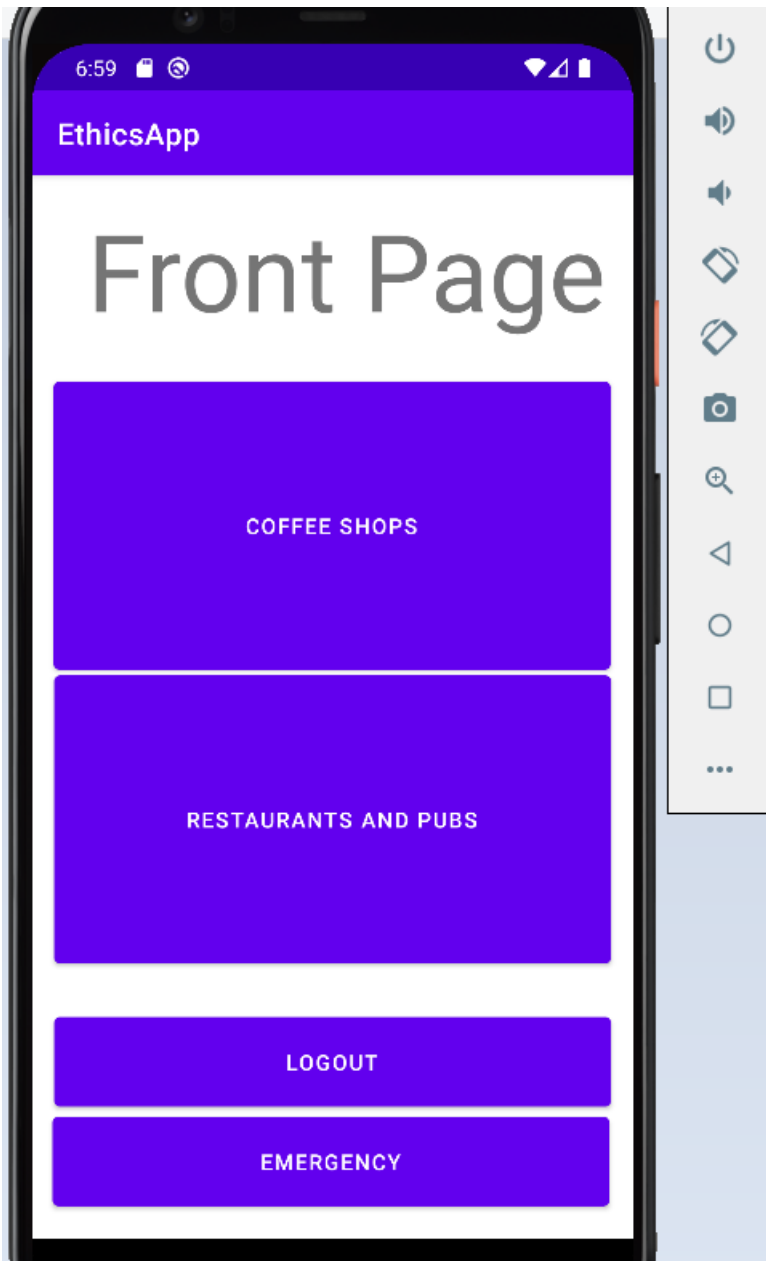 6:59
EthicsApp
Front Page
COFFEE SHOPS
RESTAURANTS AND PUBS
LOGOUT
EMERGENCY